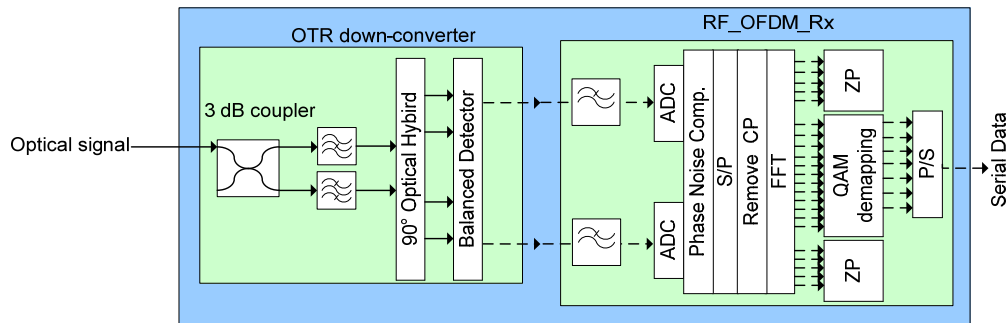 OTR down-converter
RF_OFDM_Rx
3 dB coupler
Optical signal
90° Optical Hybird
Balanced Detector
ADC
ADC
Phase Noise Comp.
S/P
Remove CP
FFT
ZP
QAM
demapping
ZP
P/S
Serial Data